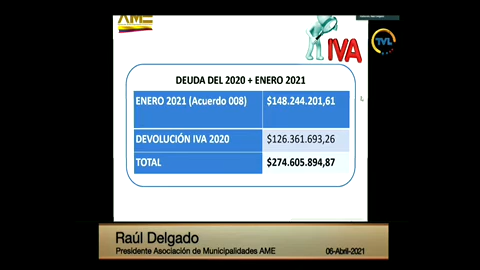 AME
IVA
TVL
DEUDA DEL 2020 + ENERO 2021
ENERO 2021 (Acuerdo 008) $148.244.201,61
DEVOLUCIÓN IVA 2020 $126.361.693,26
TOTAL $274.605.894,87
Raúl Delgado
Presidente Asociación de Municipalidades AME 06-Abril-2021